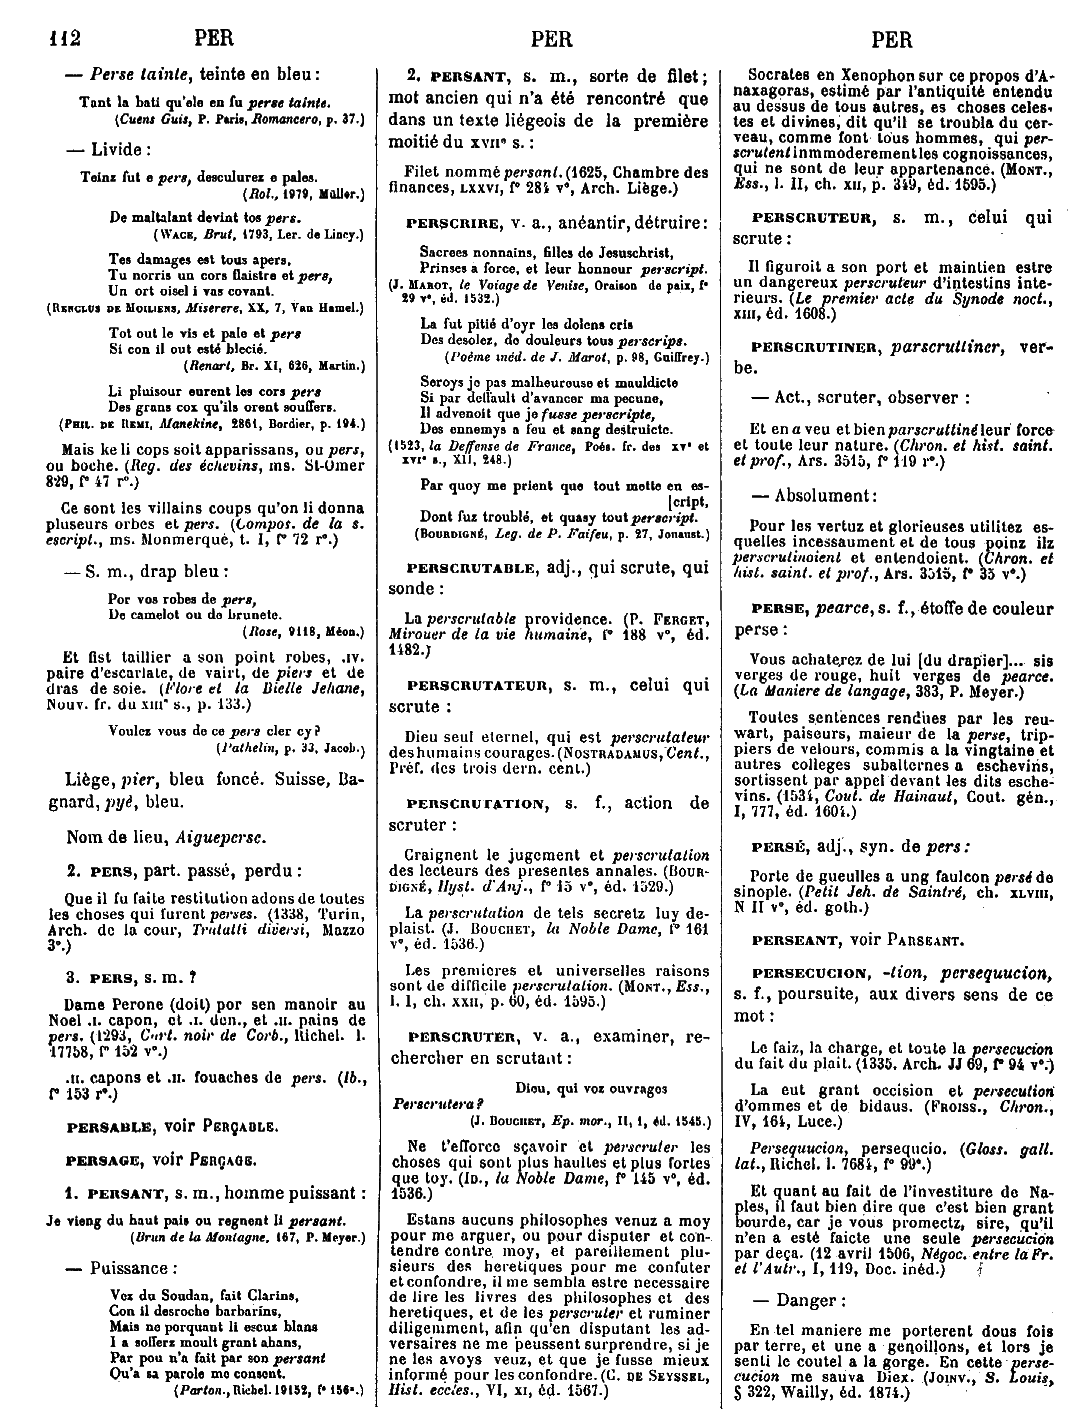 112 PER PER PER
— Perse tainte, teinte en bleu :
Tant la bati qu'ele en fu perse tainte.
(Cuens Guis, P. Paris, Romancero, p. 37.)
— Livide :
Teinz fut e pers, desculurez e pales.
(Rol., 1979, Müller.)
De maltalant devint tos pers.
(WACE, Brut, 1793, Ler. de Lincy.)
Tes damages est tous apers,
Tu norris un cors flaistre et pers,
Un ort oisel i vas covant.
(RENCLUS DE MOILIENS, Miserere, XX, 7, Van Hamel.)
Tot out le vis et pale et pers
Si con il out esté blecié.
(Renart, Br. XI, 626, Martin.)
Li pluisour eurent les cors pers
Des grans cox qu'ils orent souffers.
(PHIL. DE REMI, Manekine, 2861, Bordier, p. 194.)
Mais ke li cops soit apparissans, ou pers,
ou boche. (Reg. des échevins, ms. St-Omer
829, f° 47 r°.)
Ce sont les villains coups qu'on li donna
pluseurs orbes et pers. (Compos. de la s.
escript., ms. Monmerqué, t. I, f° 72 r°.)
— S. m., drap bleu :
Por vos robes de pers,
De camelot ou de brunete.
(Rose, 9118, Méon.)
Et fist taillier a son point robes, .IV.
paire d'escarlate, de vairt, de piers et de
dras de soie. (Flore et la Bielle Jehane,
Nouv. fr. du XIII° s., p. 133.)
Voulez vous de ce pers cler cy ?
(Pathelin, p. 33, Jacob.)
Liège, pier, bleu foncé. Suisse, Ba-
gnard, pyè, bleu.
Nom de lieu, Aigueperse.
2. PERS, part. passé, perdu :
Que il fu faite restitution adons de toutes
les choses qui furent perses. (1338, Turin,
Arch. de la cour, Tratatti diversi, Mazzo
3°.)
3. PERS, s. m. ?
Dame Perone (doit) por sen manoir au
Noel .I. capon, et .I. den., et .II. pains de
pers. (1293, Cart. noir de Corb., Richel. l.
17758, f° 152 v°.)
.II. capons et .II. fouaches de pers. (Ib.,
f° 153 r°.)
PERSABLE, voir PERÇABLE.
PERSAGE, voir PERÇAGE.
1. PERSANT, s. m., homme puissant :
Je vieng du haut païs ou regnent li persant.
(Brun de la Montagne, 167, P. Meyer.)
— Puissance :
Vez du Soudan, fait Clarins,
Con il desroche barbarins,
Mais ne porquant li escuz blans
I a sofferz moult grant ahans,
Par pou n'a fait par son persant
Qu'a sa parole me consent.
(Parton., Richel. 19152, f° 156°.)
2. PERSANT, s. m., sorte de filet ;
mot ancien qui n'a été rencontré que
dans un texte liégeois de la première
moitié du XVII° s. :
Filet nommé persant. (1625, Chambre des
finances, LXXVI, f° 284 v°, Arch. Liège.)
PERSCRIRE, v. a., anéantir, détruire :
Sacrees nonnains, filles de Jesuschrist,
Prinses a force, et leur honneur perscript.
(J. MAROT, le Voiage de Venise, Oraison de paix, f°
29 v°, éd. 1532.)
La fut pitié d'oyr les dolens cris
Des desolez, de douleurs tous perscrips.
(Poème inéd. de J. Marot, p. 98, Guiffrey.)
Seroys je pas malheureuse et mauldicte
Si par deffault d'avancer ma pecune,
Il advenoit que je fusse perscripte,
Des ennemys a feu et sang destruicte.
(1523, la Deffense de France, Poés. fr. des XV° et
XVI° s., XII, 248.)
Par quoy me prient que tout mette en es-
[cript,
Dont fuz troublé, et quasy tout perscript.
(BOURDIGNÉ, Leg. de P. Faifeu, p. 27, Jouaust.)
PERSCRUTABLE, adj., qui scrute, qui
sonde :
La perscrutable providence. (P. FERGET,
Mirouer de la vie humaine, f° 188 v°, éd.
1482.)
PERSCRUTATEUR, s. m., celui qui
scrute :
Dieu seul eternel, qui est perscrutateur
des humains courages. (NOSTRADAMUS, Cent.,
Préf. des trois dern. cent.)
PERSCRUTATION, s. f., action de
scruter :
Craignent le jugement et perscrutation
des lecteurs des presentes annales. (BOUR-
DIGNÉ, Hyst. d'Anj., f° 15 v°, éd. 1529.)
La perscrutation de tels secretz luy de-
plaist. (J. BOUCHET, la Noble Dame, f° 161
v°, éd. 1536.)
Les premieres et universelles raisons
sont de difficile perscrutation. (MONT., Ess.,
l. I, ch. XXII, p. 60, éd. 1595.)
PERSCRUTER, v. a., examiner, re-
chercher en scrutant :
Dieu, qui voz ouvrages
Perscrutera ?
(J. BOUCHET, Ep. mor., II, 1, éd. 1545.)
Ne t'efforce sçavoir et perscruter les
choses qui sont plus haultes et plus fortes
que toy. (ID., la Noble Dame, f° 145 v°, éd.
1536.)
Estans aucuns philosophes venuz a moy
pour me arguer, ou pour disputer et con-
tendre contre moy, et pareillement plu-
sieurs des heretiques pour me confuter
et confondre, il me sembla estre necessaire
de lire les livres des philosophes et des
heretiques, et de les perscruter et ruminer
diligemment, afin qu'en disputant les ad-
versaires ne me peussent surprendre, si je
ne les avoys veuz, et que je fusse mieux
informé pour les confondre. (C. DE SEYSSEL,
Hist. eccles., VI, XI, éd. 1567.)
Socrates en Xenophon sur ce propos d'A-
naxagoras, estimé par l'antiquité entendu
au dessus de tous autres, es choses celes-
tes et divines, dit qu'il se troubla du cer-
veau, comme font tous hommes, qui per-
scrutent inmmoderement les cognoissances,
qui ne sont de leur appartenance. (MONT.,
Ess., l. II, ch. XII, p. 349, éd. 1595.)
PERSCRUTEUR, s. m., celui qui
scrute :
Il figuroit a son port et maintien estre
un dangereux perscruteur d'intestins inte-
rieurs. (Le premier acte du Synode noct.,
XIII, éd. 1608.)
PERSCRUTINER, parscrutiner, ver-
be.
— Act., scruter, observer :
Et en a veu et bien parscrutiné leur force
et toute leur nature. (Chron. et hist. saint.
et prof., Ars. 3515, f° 119 r°.)
— Absolument :
Pour les vertuz et glorieuses utilitez es-
quelles incessaument et de tous poinz ilz
perscrutinoient et entendoient. (Chron. et
hist. saint. et prof., Ars. 3515, f° 35 v°.)
PERSE, pearce, s. f., étoffe de couleur
perse :
Vous achaterez de lui [du drapier]... sis
verges de rouge, huit verges de pearce.
(La Maniere de langage, 383, P. Meyer.)
Toutes sentences rendues par les reu-
wart, paiseurs, maieur de la perse, trip-
piers de velours, commis a la vingtaine et
autres colleges subalternes a eschevins,
sortissent par appel devant les dits esche-
vins. (1534, Cout. de Hainaut, Cout. gén.,
I, 777, éd. 1604.)
PERSÉ, adj., syn. de pers :
Porte de gueulles a ung faulcon persé de
sinople. (Petit Jeh. de Saintré, ch. XLVIII,
N II v°, éd. goth.)
PERSEANT, voir PARSEANT.
PERSECUCION, -tion, persequucion,
s. f., poursuite, aux divers sens de ce
mot :
Le faiz, la charge, et toute la persecucion
du fait du plait. (1335. Arch. JJ 69, f° 94 v°.)
La eut grant occision et persecution
d'ommes et de bidaus. (FROISS., Chron.,
IV, 164, Luce.)
Persequucion, persequcio. (Gloss. gall.
lat., Richel. l. 7684, f° 99°.)
Et quant au fait de l'investiture de Na-
ples, il faut bien dire que c'est bien grant
bourde, car je vous promectz, sire, qu'il
n'en a esté faicte une seule persecucion
par deça. (12 avril 1506, Négoc. entre la Fr.
et l'Autr., I, 119, Doc. inéd.)
— Danger :
En tel maniere me porterent dous fois
par terre, et une a genoillons, et lors je
senti le coutel a la gorge. En cette perse-
cucion me sauva Diex. (JOINV., S. Louis,
§ 322, Wailly, éd. 1874.)